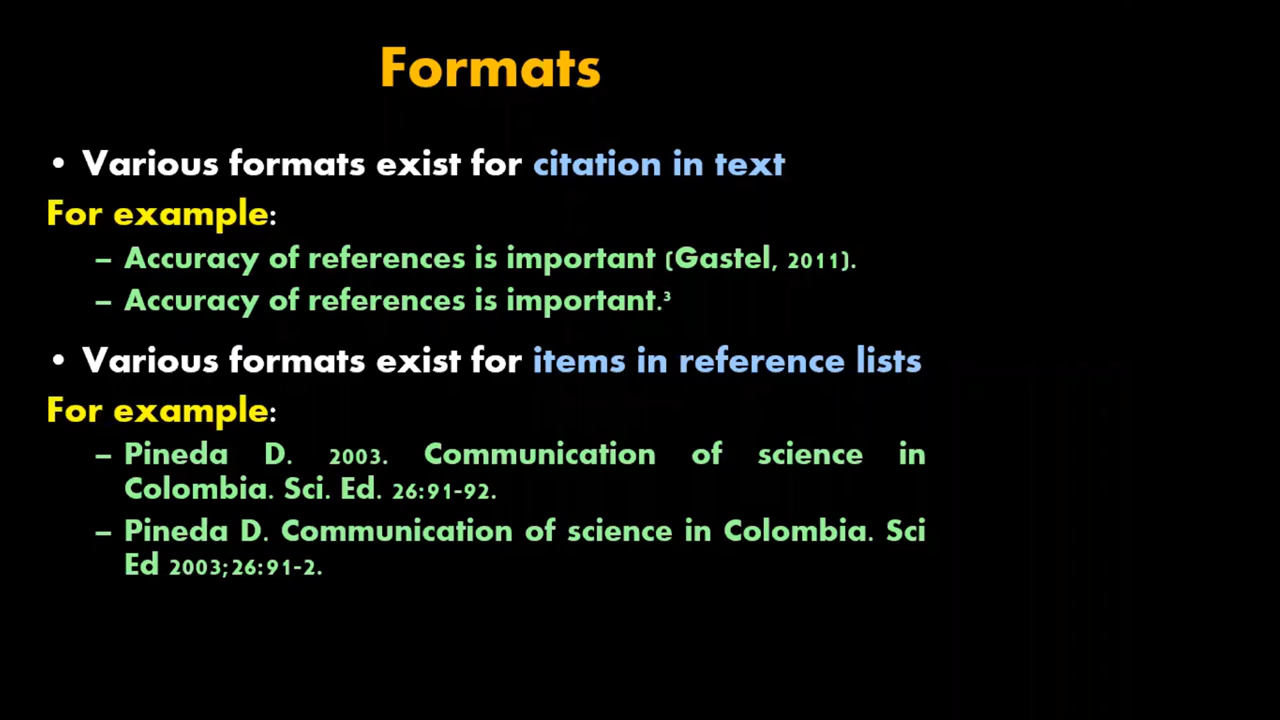 Formats
• Various formats exist for citation in text
For example:
– Accuracy of references is important (Gastel, 2011).
– Accuracy of references is important.³
• Various formats exist for items in reference lists
For example:
– Pineda D. 2003. Communication of science in
Colombia. Sci. Ed. 26:91-92.
– Pineda D. Communication of science in Colombia. Sci
Ed 2003;26:91-2.